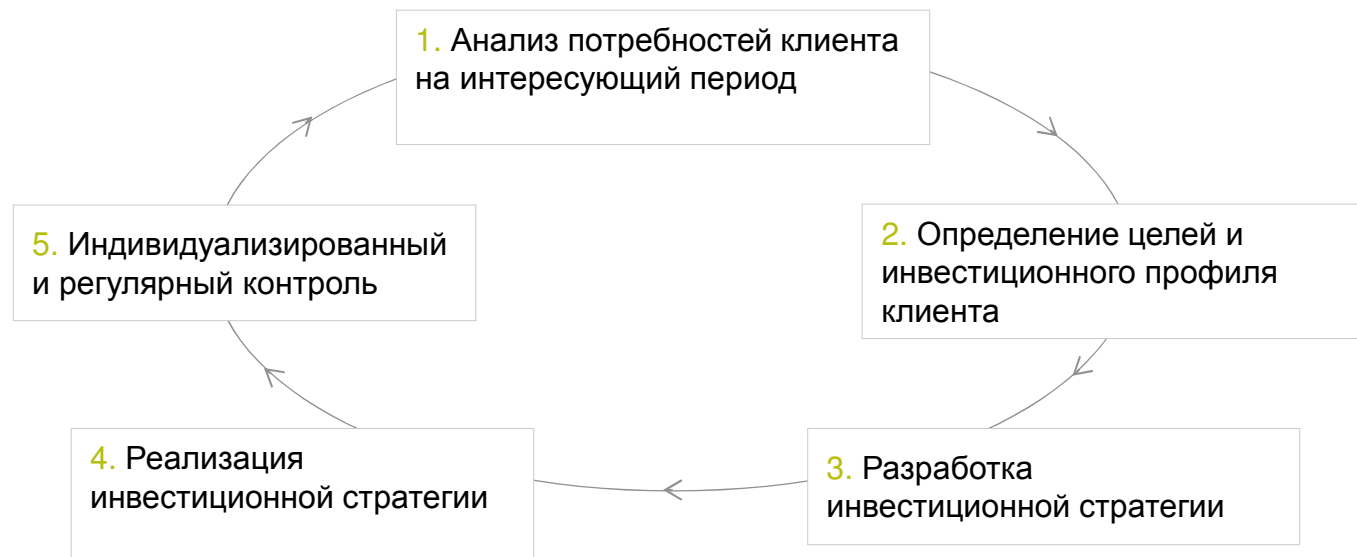 1. Анализ потребностей клиента
на интересующий период
2. Определение целей и
инвестиционного профиля
клиента
3. Разработка
инвестиционной стратегии
4. Реализация
инвестиционной стратегии
5. Индивидуализированный
и регулярный контроль